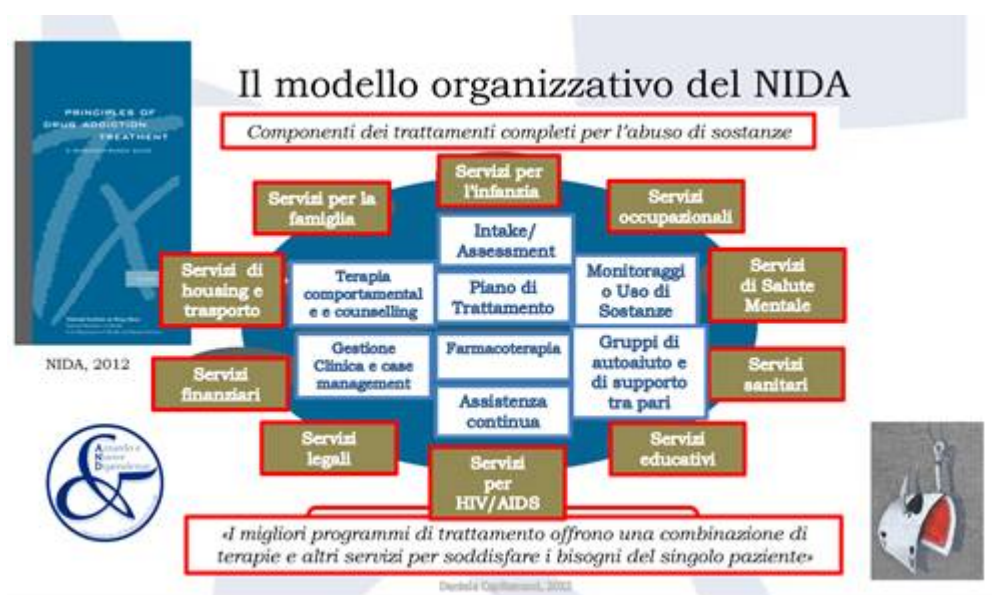 Il modello organizzativo del NIDA
PRINCIPLES OF
DRUG ADDICTION
TREATMENT
Componenti dei trattamenti completi per l'abuso di sostanze
Servizi per
l'infanzia
Servizi per la
famiglia
Servizi
occupazionali
Intake/
Assessment
Servizi di
housing e
trasporto
Terapia
comportamental
e e counselling
Piano di
Trattamento
Monitoraggi
o Uso di
Sostanze
Servizi
di Salute
Mentale
NIDA, 2012
Servizi
finanziari
Gestione
Clinica e case
management
Farmacoterapia
Gruppi di
autoaiuto e
di supporto
tra pari
Servizi
sanitari
Assistenza
continua
Servizi
legali
Servizi
per
HIV/AIDS
Servizi
educativi
Azzardo e
Nuove
Dipendenze
«I migliori programmi di trattamento offrono una combinazione di
terapie e altri servizi per soddisfare i bisogni del singolo paziente»